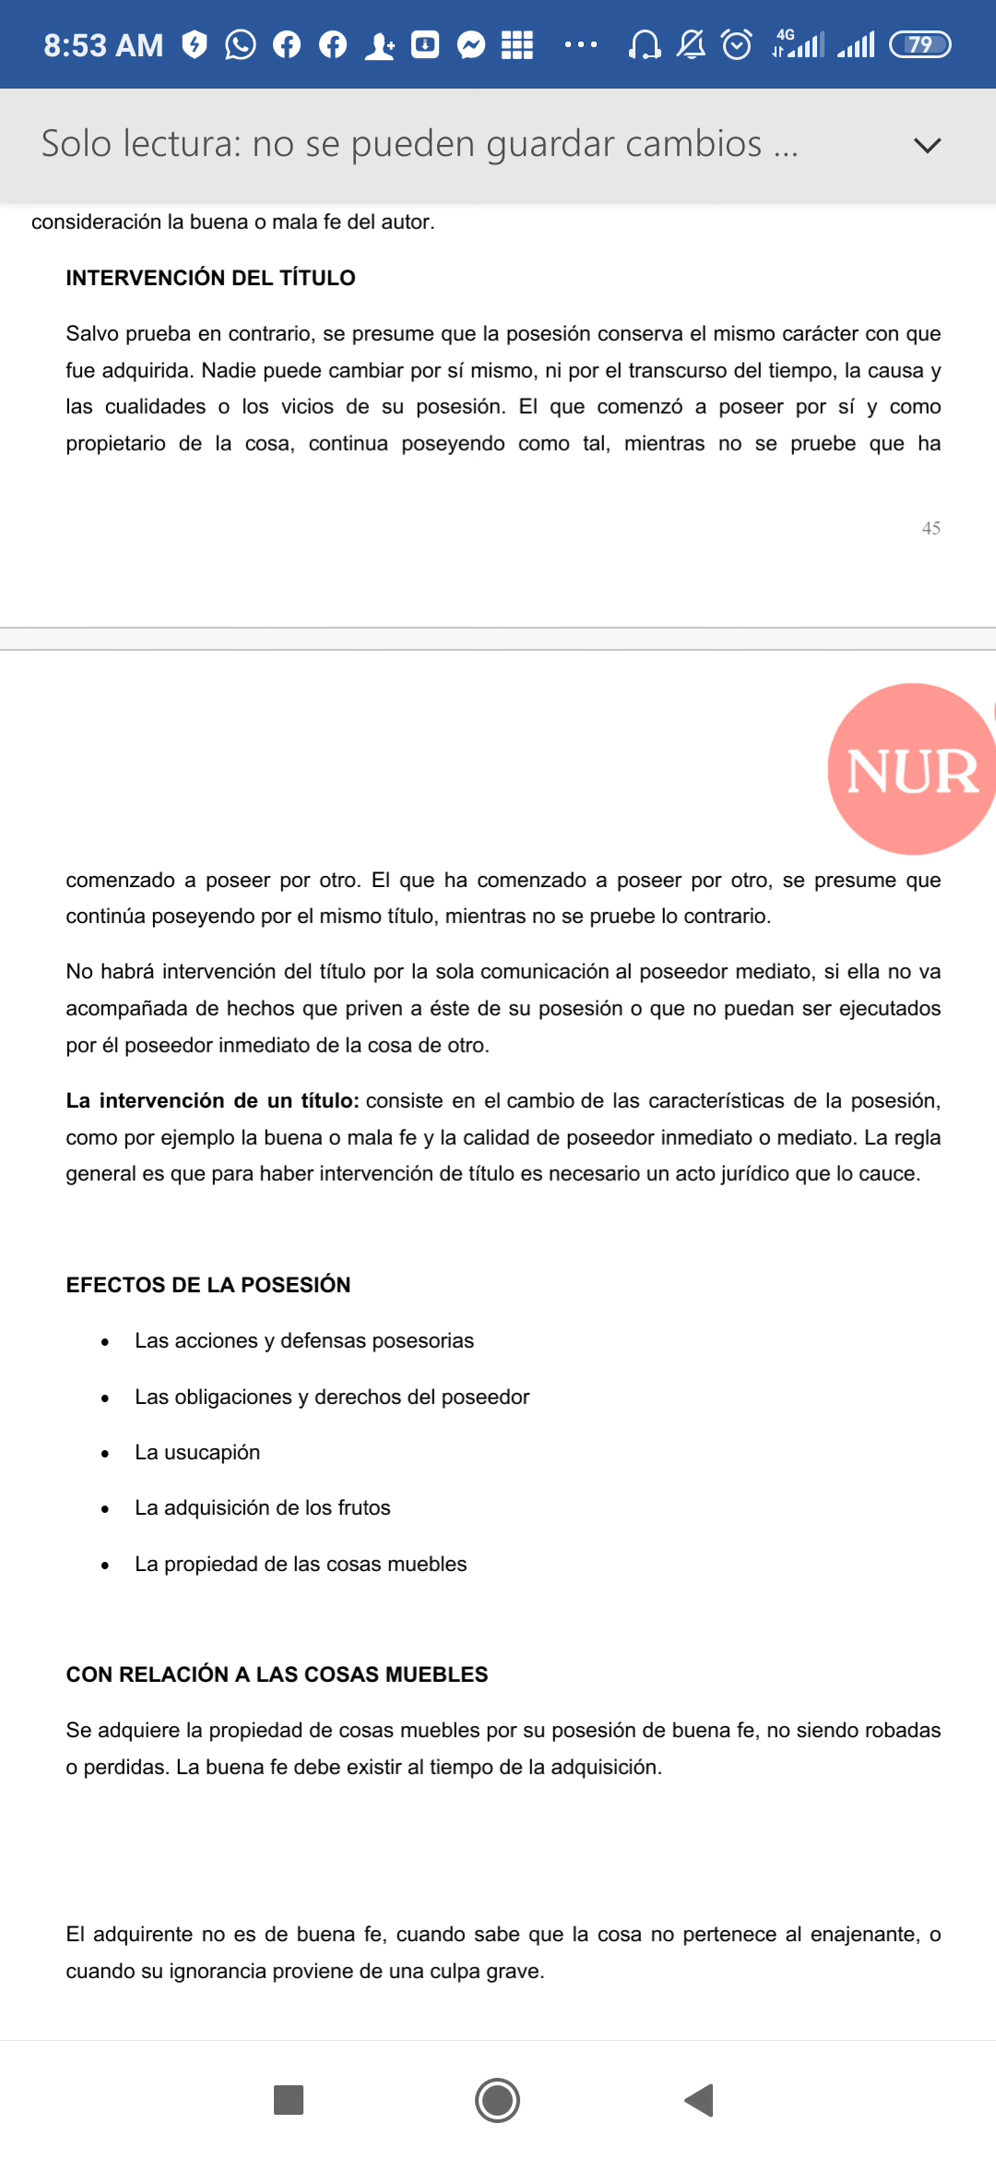 8:53 AM
4G
79
Solo lectura: no se pueden guardar cambios ...
consideración la buena o mala fe del autor.
INTERVENCIÓN DEL TÍTULO
Salvo prueba en contrario, se presume que la posesión conserva el mismo carácter con que
fue adquirida. Nadie puede cambiar por sí mismo, ni por el transcurso del tiempo, la causa y
las cualidades o los vicios de su posesión. El que comenzó a poseer por sí y como
propietario de la cosa, continua poseyendo como tal, mientras no se pruebe que ha
45
NUR
comenzado a poseer por otro. El que ha comenzado a poseer por otro, se presume que
continúa poseyendo por el mismo título, mientras no se pruebe lo contrario.
No habrá intervención del título por la sola comunicación al poseedor mediato, si ella no va
acompañada de hechos que priven a éste de su posesión o que no puedan ser ejecutados
por él poseedor inmediato de la cosa de otro.
La intervención de un título: consiste en el cambio de las características de la posesión,
como por ejemplo la buena o mala fe y la calidad de poseedor inmediato o mediato. La regla
general es que para haber intervención de título es necesario un acto jurídico que lo cauce.
EFECTOS DE LA POSESIÓN
• Las acciones y defensas posesorias
• Las obligaciones y derechos del poseedor
• La usucapión
• La adquisición de los frutos
• La propiedad de las cosas muebles
CON RELACIÓN A LAS COSAS MUEBLES
Se adquiere la propiedad de cosas muebles por su posesión de buena fe, no siendo robadas
o perdidas. La buena fe debe existir al tiempo de la adquisición.
El adquirente no es de buena fe, cuando sabe que la cosa no pertenece al enajenante, o
cuando su ignorancia proviene de una culpa grave.